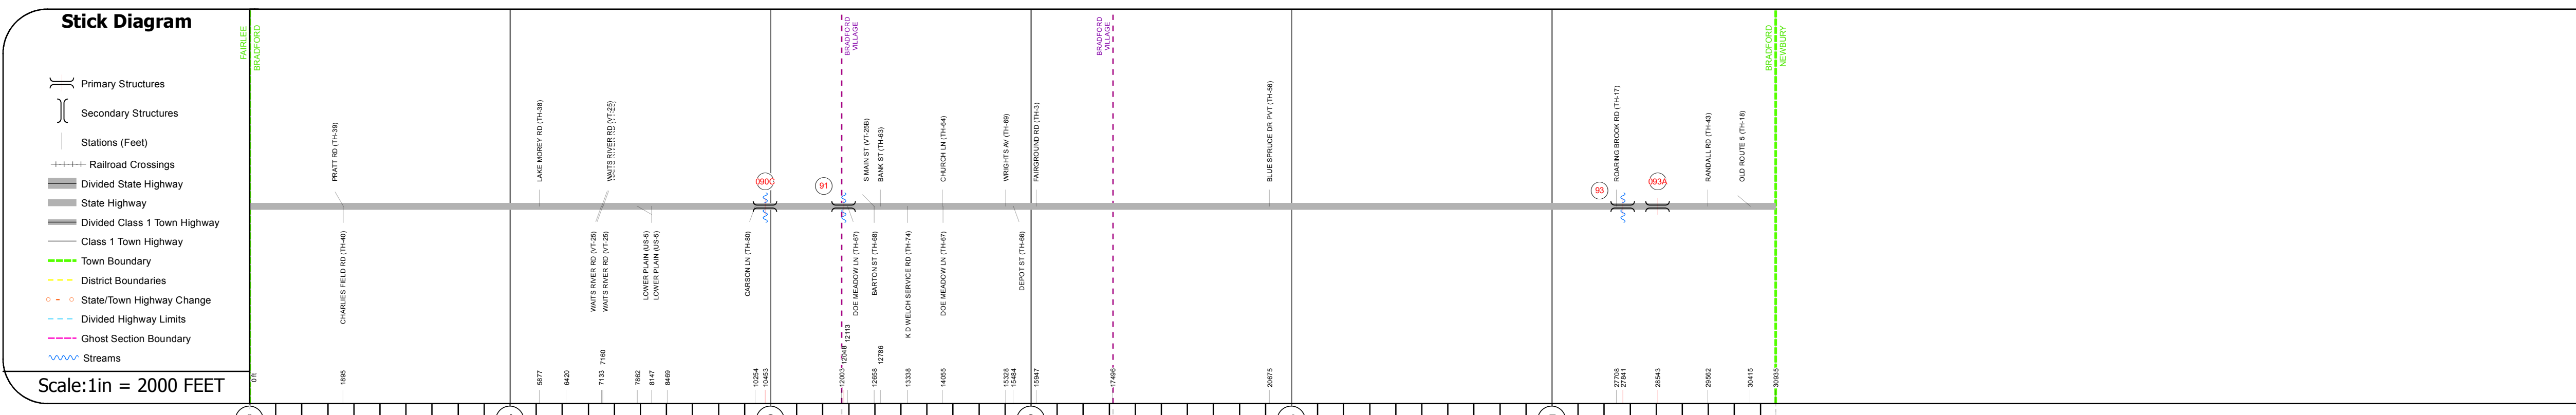 Stick Diagram
Primary Structures
Secondary Structures
Stations (Feet)
Railroad Crossings
Divided State Highway
State Highway
Divided Class 1 Town Highway
Class 1 Town Highway
Town Boundary
District Boundaries
State/Town Highway Change
Divided Highway Limits
Ghost Section Boundary
Streams
Scale:1in = 2000 FEET
FAIRLEE
BRADFORD
BRADFORD
VILLAGE
BRADFORD
VILLAGE
BRADFORD
NEWBURY
PRATT RD (TH-39)
LAKE MOREY RD (TH-38)
WAITS RIVER RD (VT-25)
S MAIN ST (VT-25B)
BANK ST (TH-63)
CHURCH LN (TH-64)
WRIGHTS AV (TH-69)
FAIRGROUND RD (TH-3)
BLUE SPRUCE DR PVT (TH-56)
ROARING BROOK RD (TH-17)
RANDALL RD (TH-43)
OLD ROUTE 5 (TH-18)
090C
91
93
093A
CHARLIES FIELD RD (TH-40)
WAITS RIVER RD (VT-25)
WAITS RIVER RD (VT-25)
LOWER PLAIN (US-5)
LOWER PLAIN (US-5)
CARSON LN (TH-80)
DOE MEADOW LN (TH-67)
BARTON ST (TH-68)
K D WELCH SERVICE RD (TH-74)
DOE MEADOW LN (TH-67)
DEPOT ST (TH-66)
0 ft
1895
5877
6420
7133
7160
7862
8147
8469
10254
10453
12003
12048
12113
12658
12786
13338
14055
15328
15484
15947
17496
20675
27708
27841
28543
29562
30415
30935